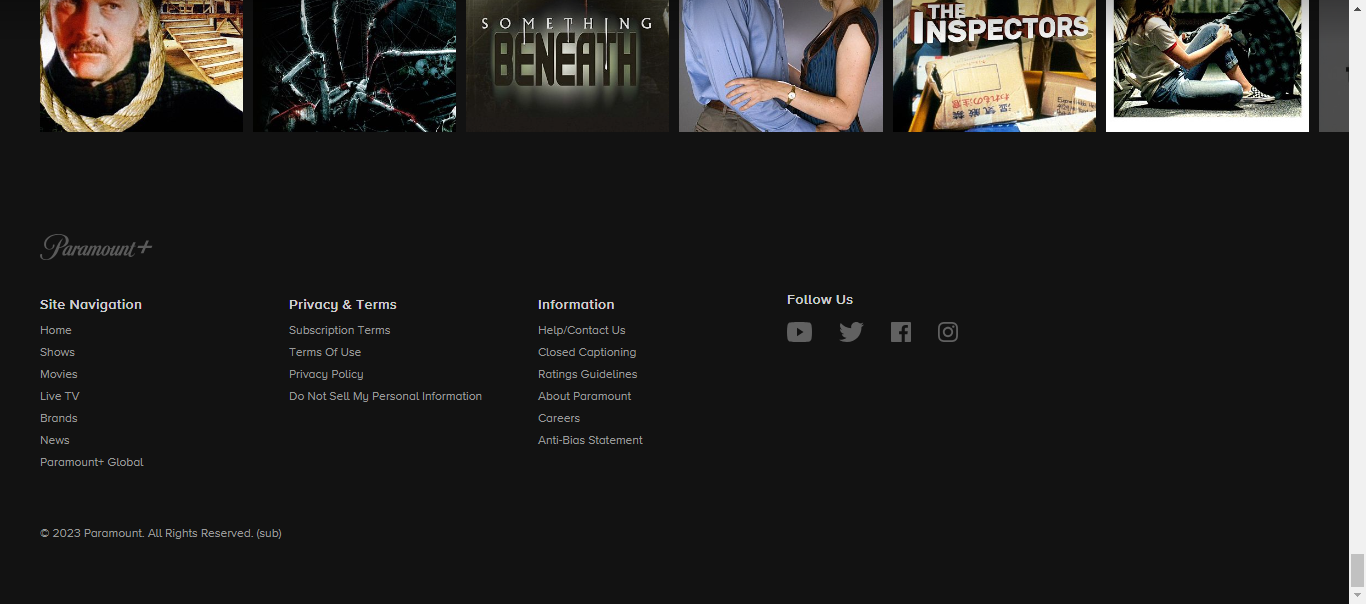 SOMETHING
BENEATH
THE
INSPECTORS
Paramount+
Site Navigation
Home
Shows
Movies
Live TV
Brands
News
Paramount+ Global
Privacy & Terms
Subscription Terms
Terms Of Use
Privacy Policy
Do Not Sell My Personal Information
Information
Help/Contact Us
Closed Captioning
Ratings Guidelines
About Paramount
Careers
Anti-Bias Statement
Follow Us
© 2023 Paramount. All Rights Reserved. (sub)